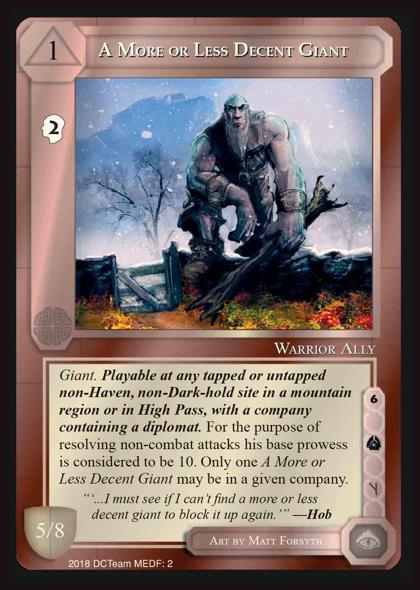 1
A More or Less Decent Giant
2
Warrior Ally
Giant. Playable at any tapped or untapped
non-Haven, non-Dark-hold site in a mountain
region or in High Pass, with a company
containing a diplomat. For the purpose of
resolving non-combat attacks his base prowess
is considered to be 10. Only one A More or
Less Decent Giant may be in a given company.
“‘...I must see if I can’t find a more or less
decent giant to block it up again.’” —Hob
6
5/8
Art by Matt Forsyth
2018 DCTeam MEDF: 2